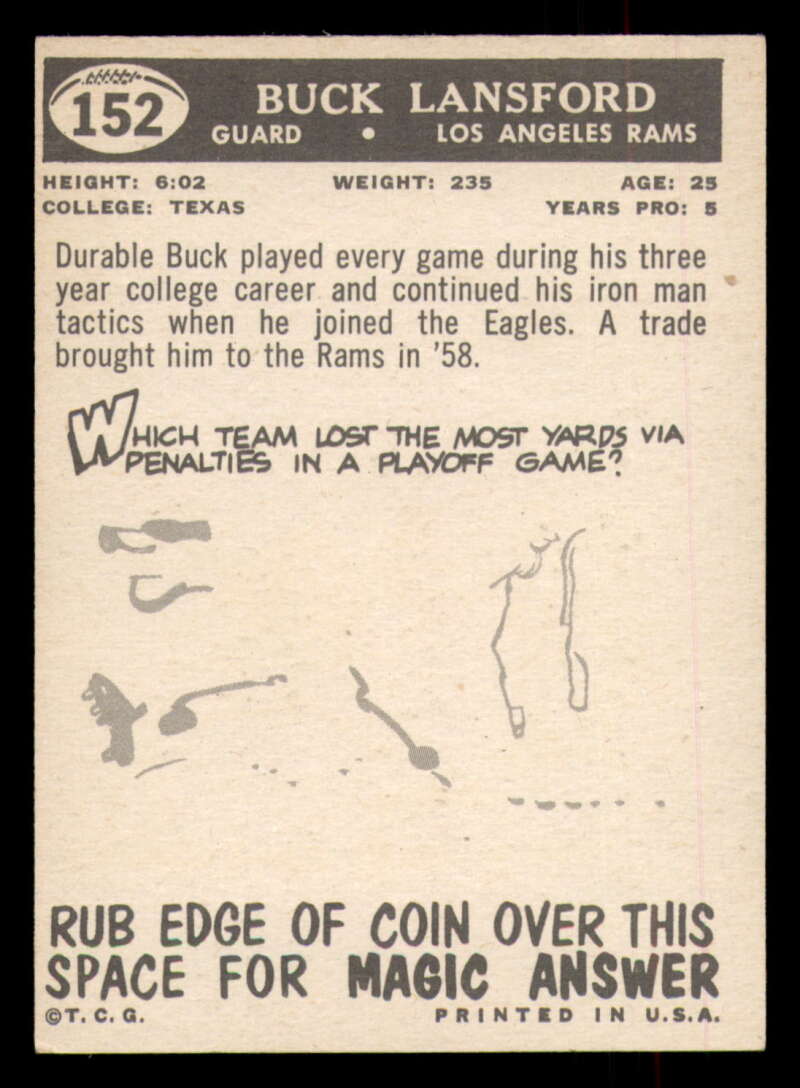 152
BUCK LANSFORD
GUARD • LOS ANGELES RAMS
HEIGHT: 6:02 WEIGHT: 235 AGE: 25
COLLEGE: TEXAS YEARS PRO: 5
Durable Buck played every game during his three
year college career and continued his iron man
tactics when he joined the Eagles. A trade
brought him to the Rams in '58.
WHICH TEAM LOST THE MOST YARDS VIA
PENALTIES IN A PLAYOFF GAME?
RUB EDGE OF COIN OVER THIS
SPACE FOR MAGIC ANSWER
©T. C. G. PRINTED IN U.S.A.